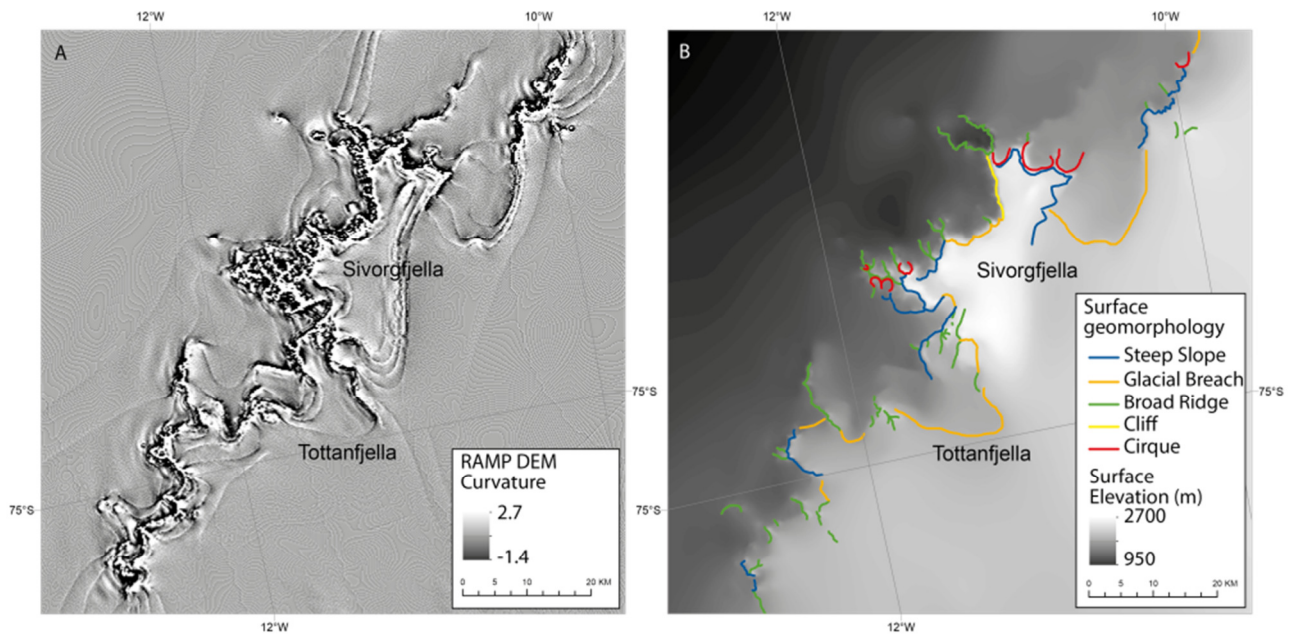 12°W
10°W
A
Sivorgfjella
75°S
Tottanfjella
RAMP DEM
Curvature
2.7
-1.4
0 5 10 20 KM
75°S
12°W
12°W
10°W
B
Sivorgfjella
Surface
geomorphology
Steep Slope
Glacial Breach
Broad Ridge
Cliff
Cirque
75°S
Tottanfjella
Surface
Elevation (m)
2700
950
0 5 10 20 KM
75°S
12°W